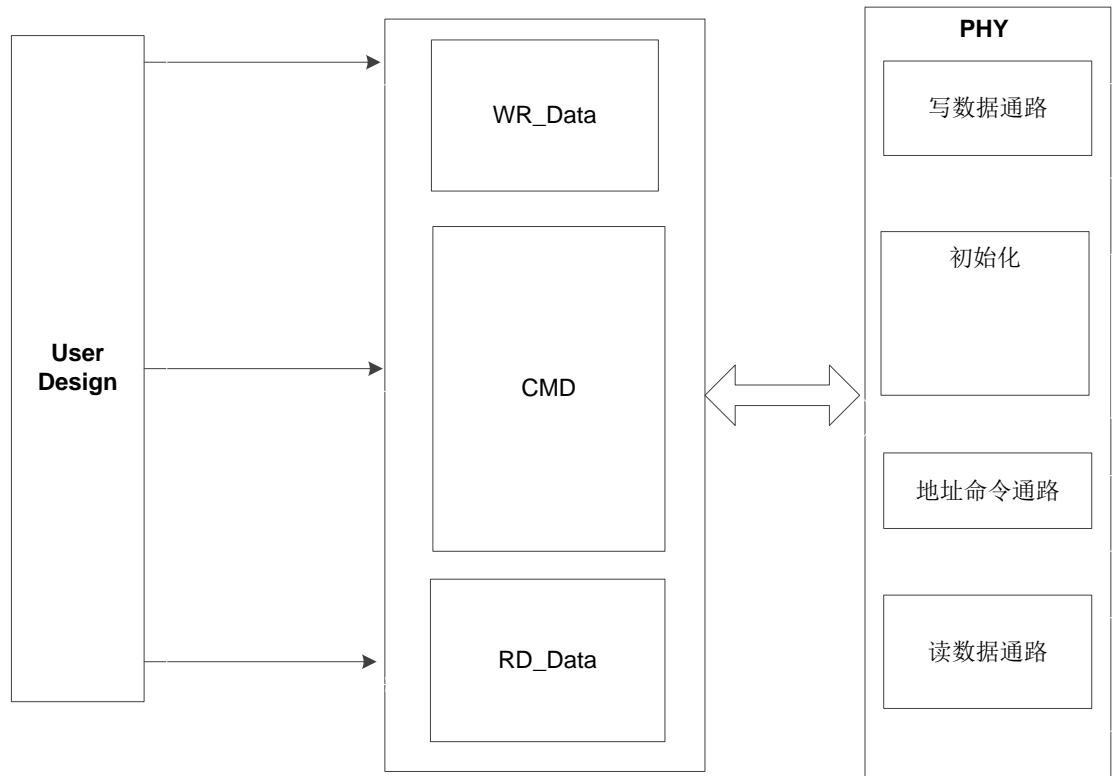 User
Design
WR_Data
CMD
RD_Data
PHY
写数据通路
初始化
地址命令通路
读数据通路